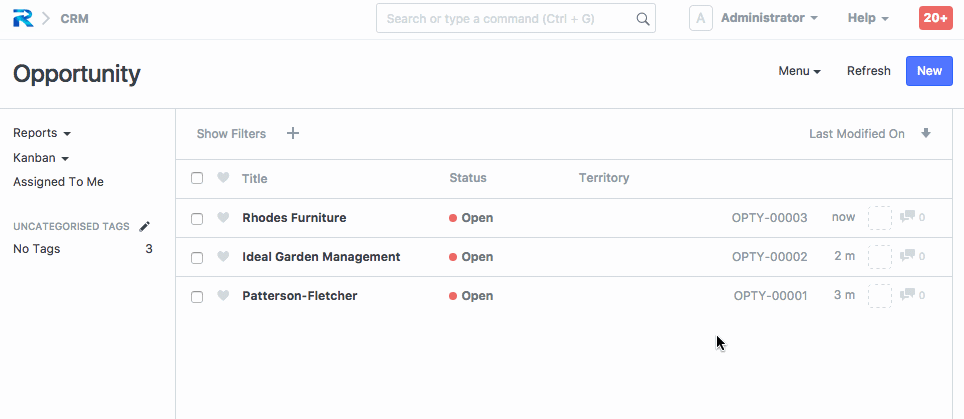 CRM Search or type a command (Ctrl + G) A Administrator Help 20+
Opportunity Menu Refresh New
Reports Show Filters + Last Modified On
Kanban
Assigned To Me Title Status Territory
UNCATEGORISED TAGS Rhodes Furniture Open OPTY-00003 now 0
No Tags 3 Ideal Garden Management Open OPTY-00002 2 m 0
Patterson-Fletcher Open OPTY-00001 3 m 0